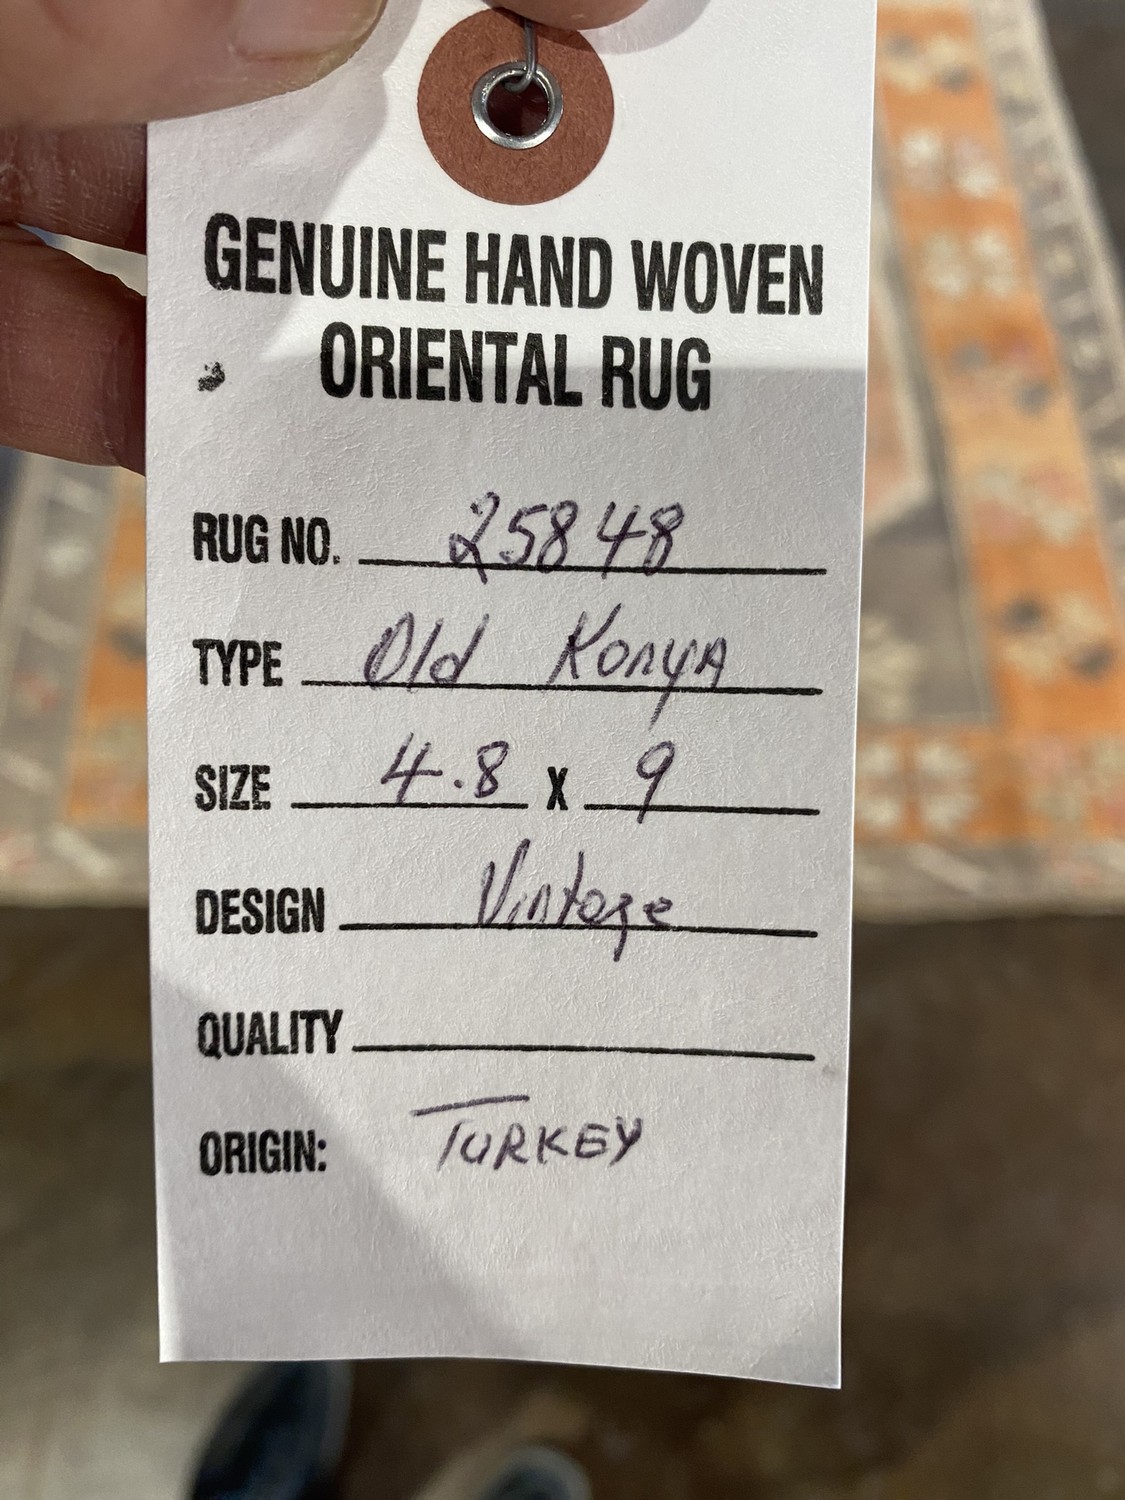 GENUINE HAND WOVEN
ORIENTAL RUG
RUG NO. 25848
TYPE Old Konya
SIZE 4.8 X 9
DESIGN Vintage
QUALITY
ORIGIN: TURKEY